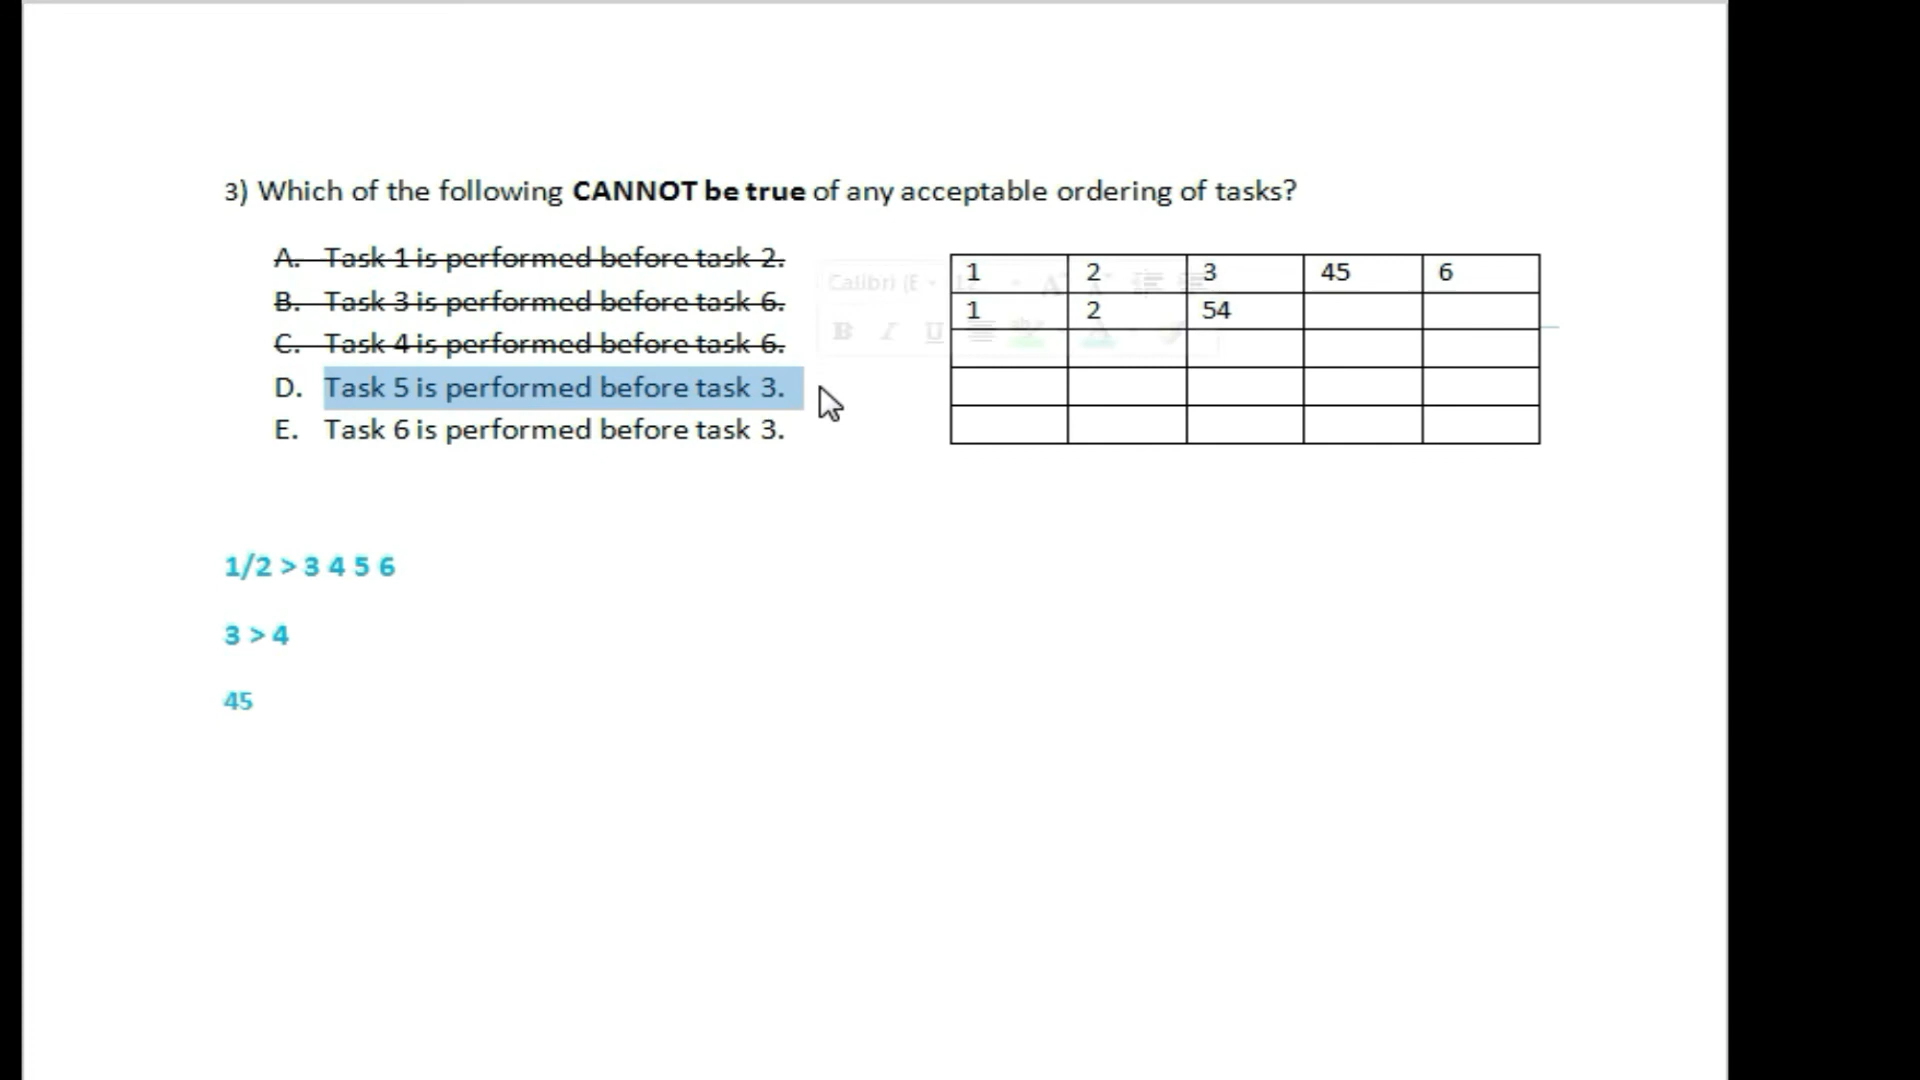 3) Which of the following CANNOT be true of any acceptable ordering of tasks?
A. Task 1 is performed before task 2.
B. Task 3 is performed before task 6.
C. Task 4 is performed before task 6.
D. Task 5 is performed before task 3.
E. Task 6 is performed before task 3.
1 2 3 45 6
1 2 54
Calibri (E
B I U
1/2 > 3 4 5 6
3 > 4
45